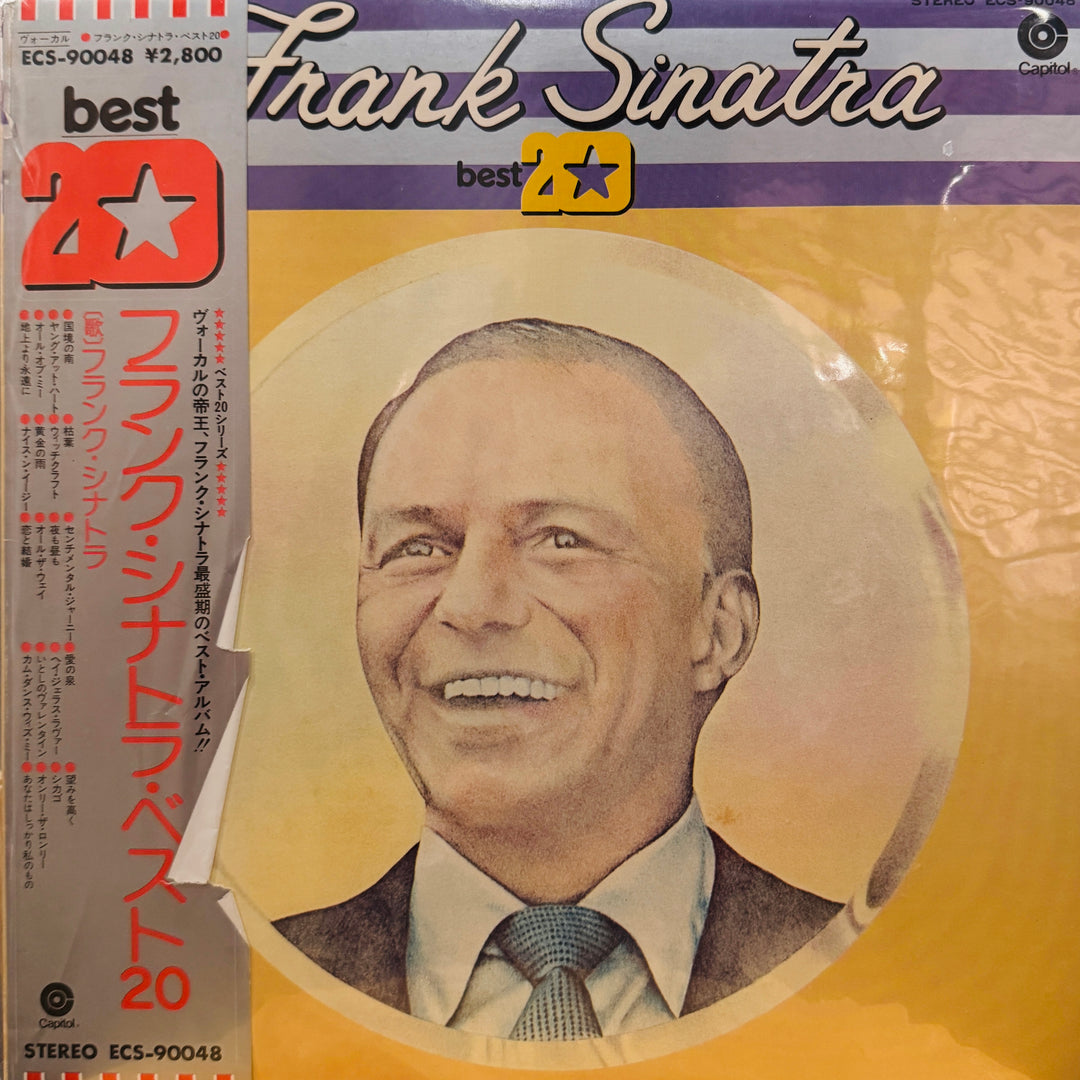 ヴォーカル ●フランク・シナトラ・ベスト20●
ECS-90048 ¥2,800
best
20
★★★★★ベスト20シリーズ★★★★★
ヴォーカルの帝王、フランク・シナトラ最盛期のベスト・アルバム!!
フランク・シナトラ・ベスト20
〔歌〕フランク・シナトラ
●国境の南 ●枯葉 ●センチメンタル・ジャーニー ●愛の泉 ●望みを高く
●ヤング・アット・ハート ●ウィッチクラフト ●夜も昼も ●ヘイ・ジェラス・ラヴァー ●シカゴ
●オール・オブ・ミー ●黄金の雨 ●オール・ザ・ウェイ ●いとしのヴァレンタイン ●オンリー・ザ・ロンリー
●地上より永遠に ●ナイス・ン・イージー ●恋と結婚 ●カム・ダンス・ウィズ・ミー ●あなたはしっかり私のもの
Capitol®
STEREO ECS-90048
STEREO ECS-90048
Capitol®
Frank Sinatra
best 20